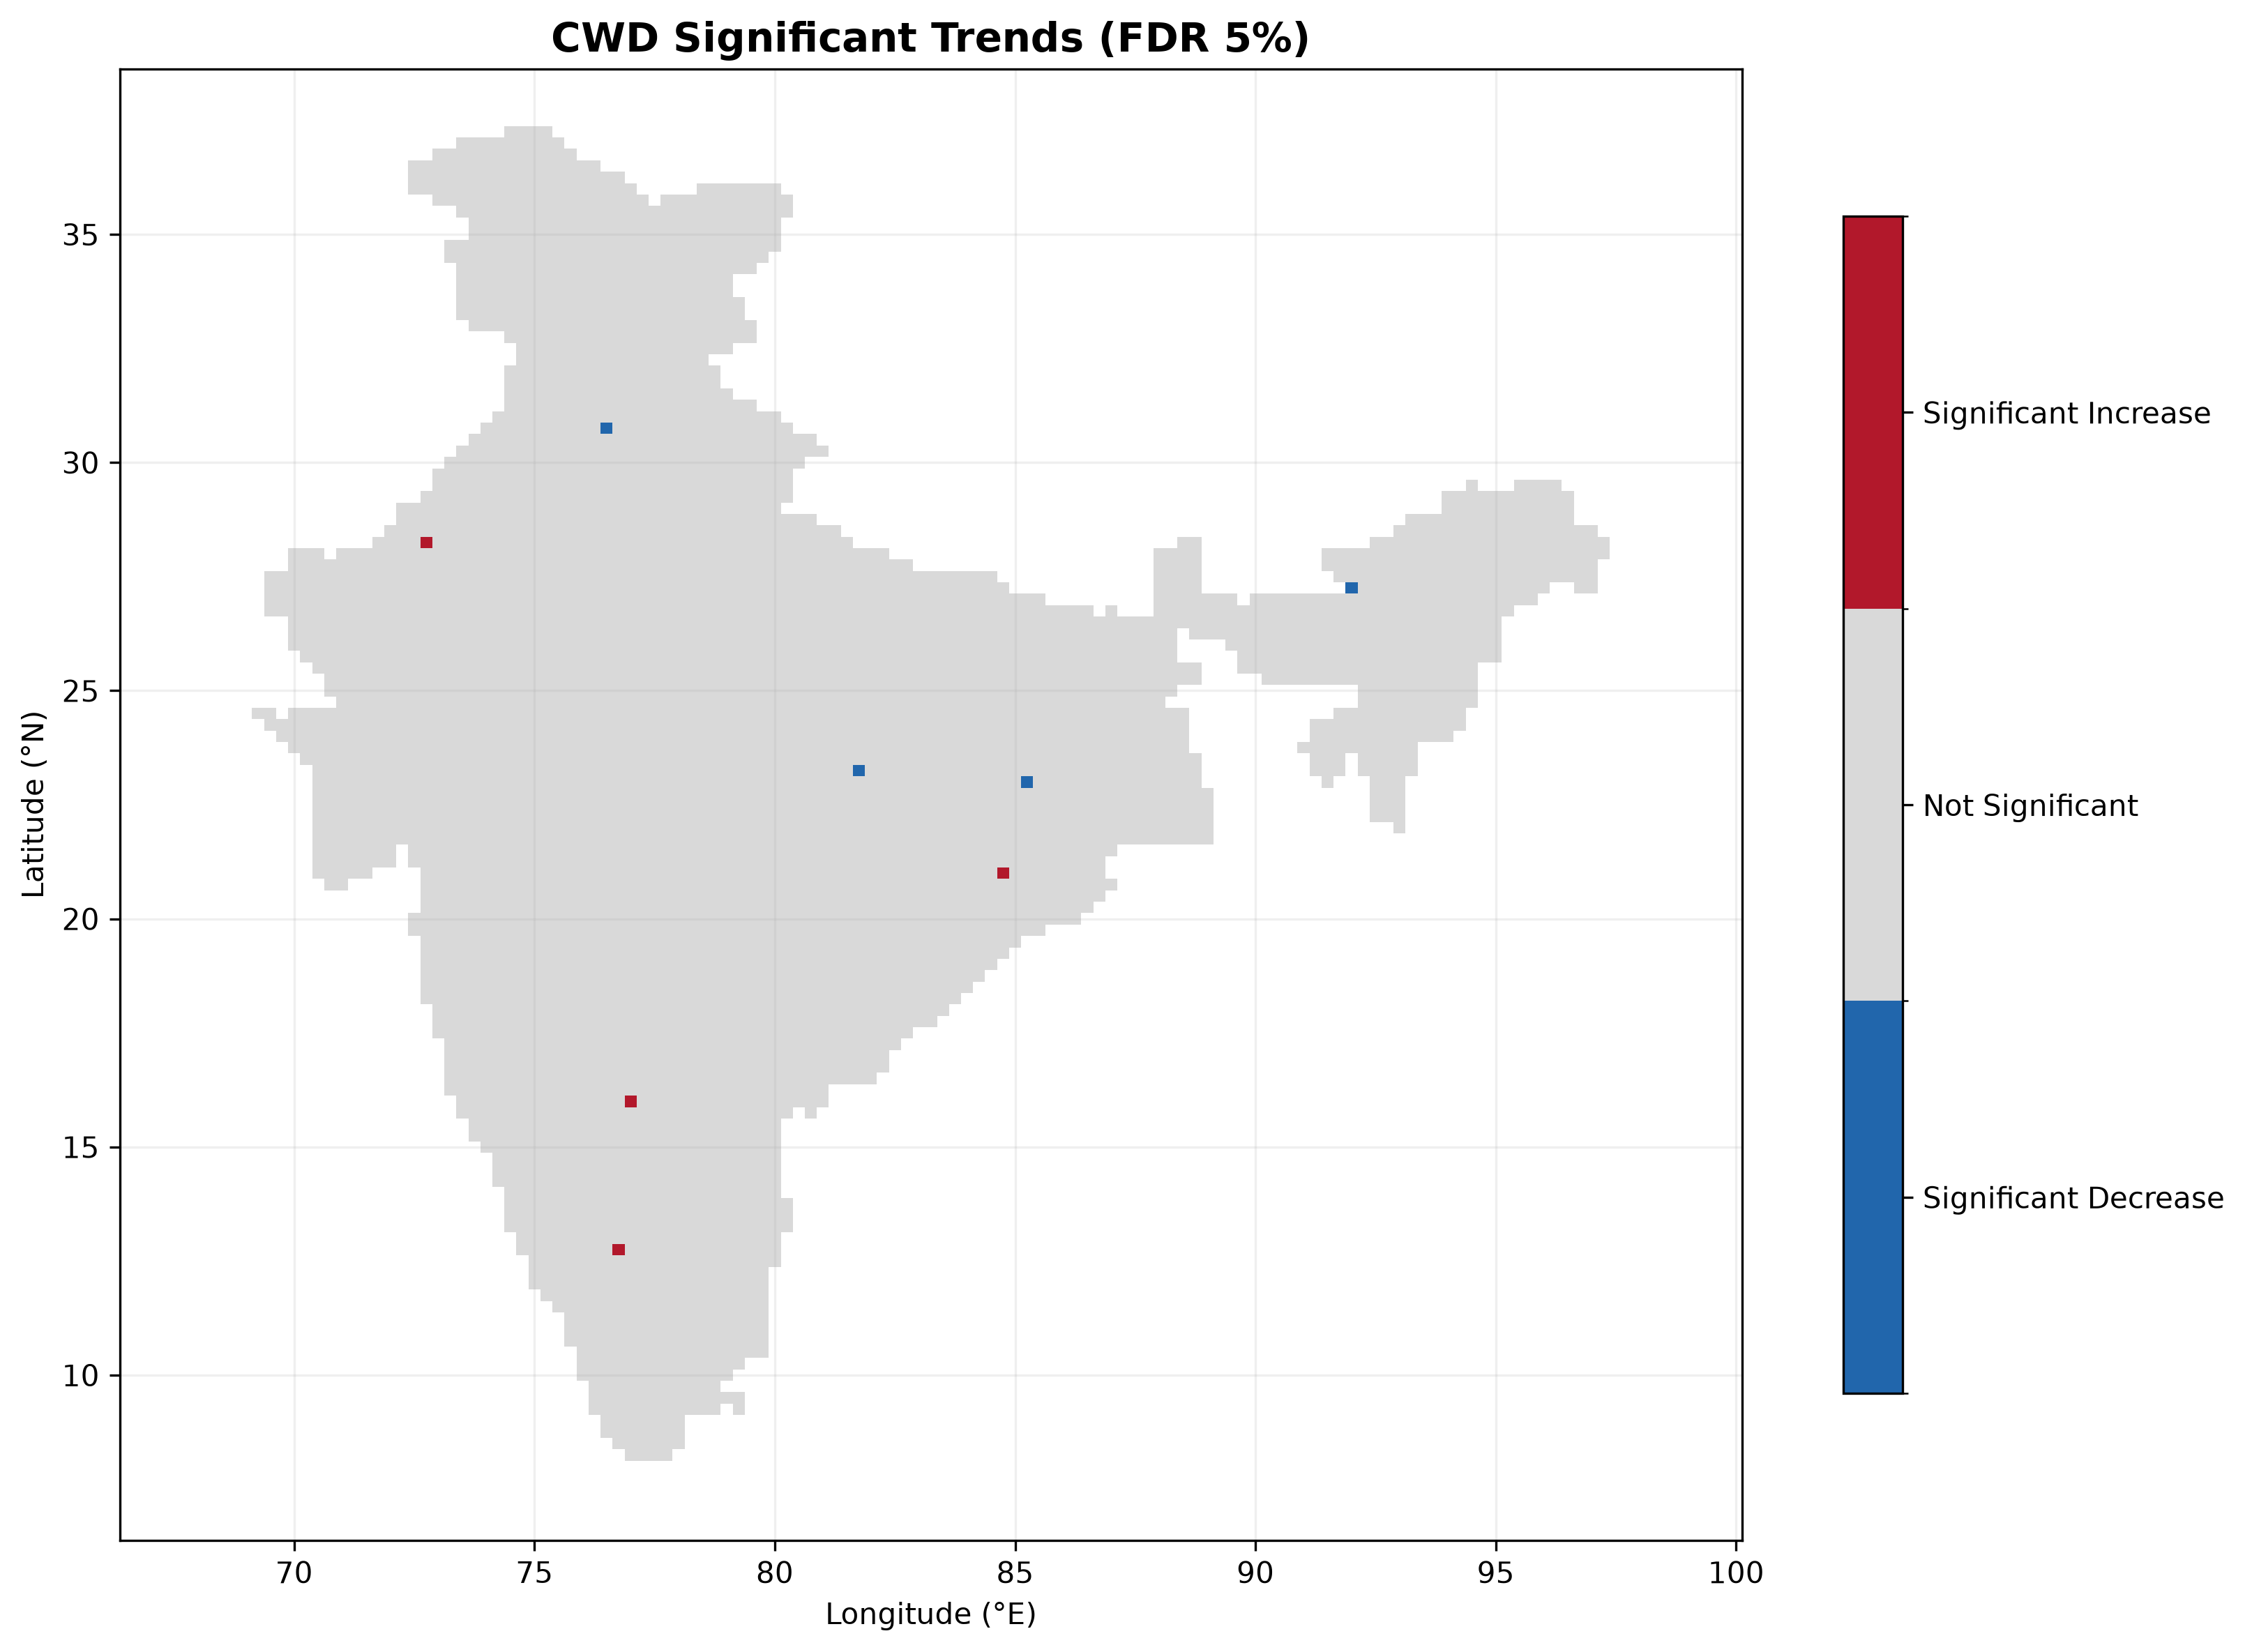 CWD Significant Trends (FDR 5%)
35
30
25
20
15
10
Latitude (°N)
70 75 80 85 90 95 100
Longitude (°E)
Significant Increase
Not Significant
Significant Decrease